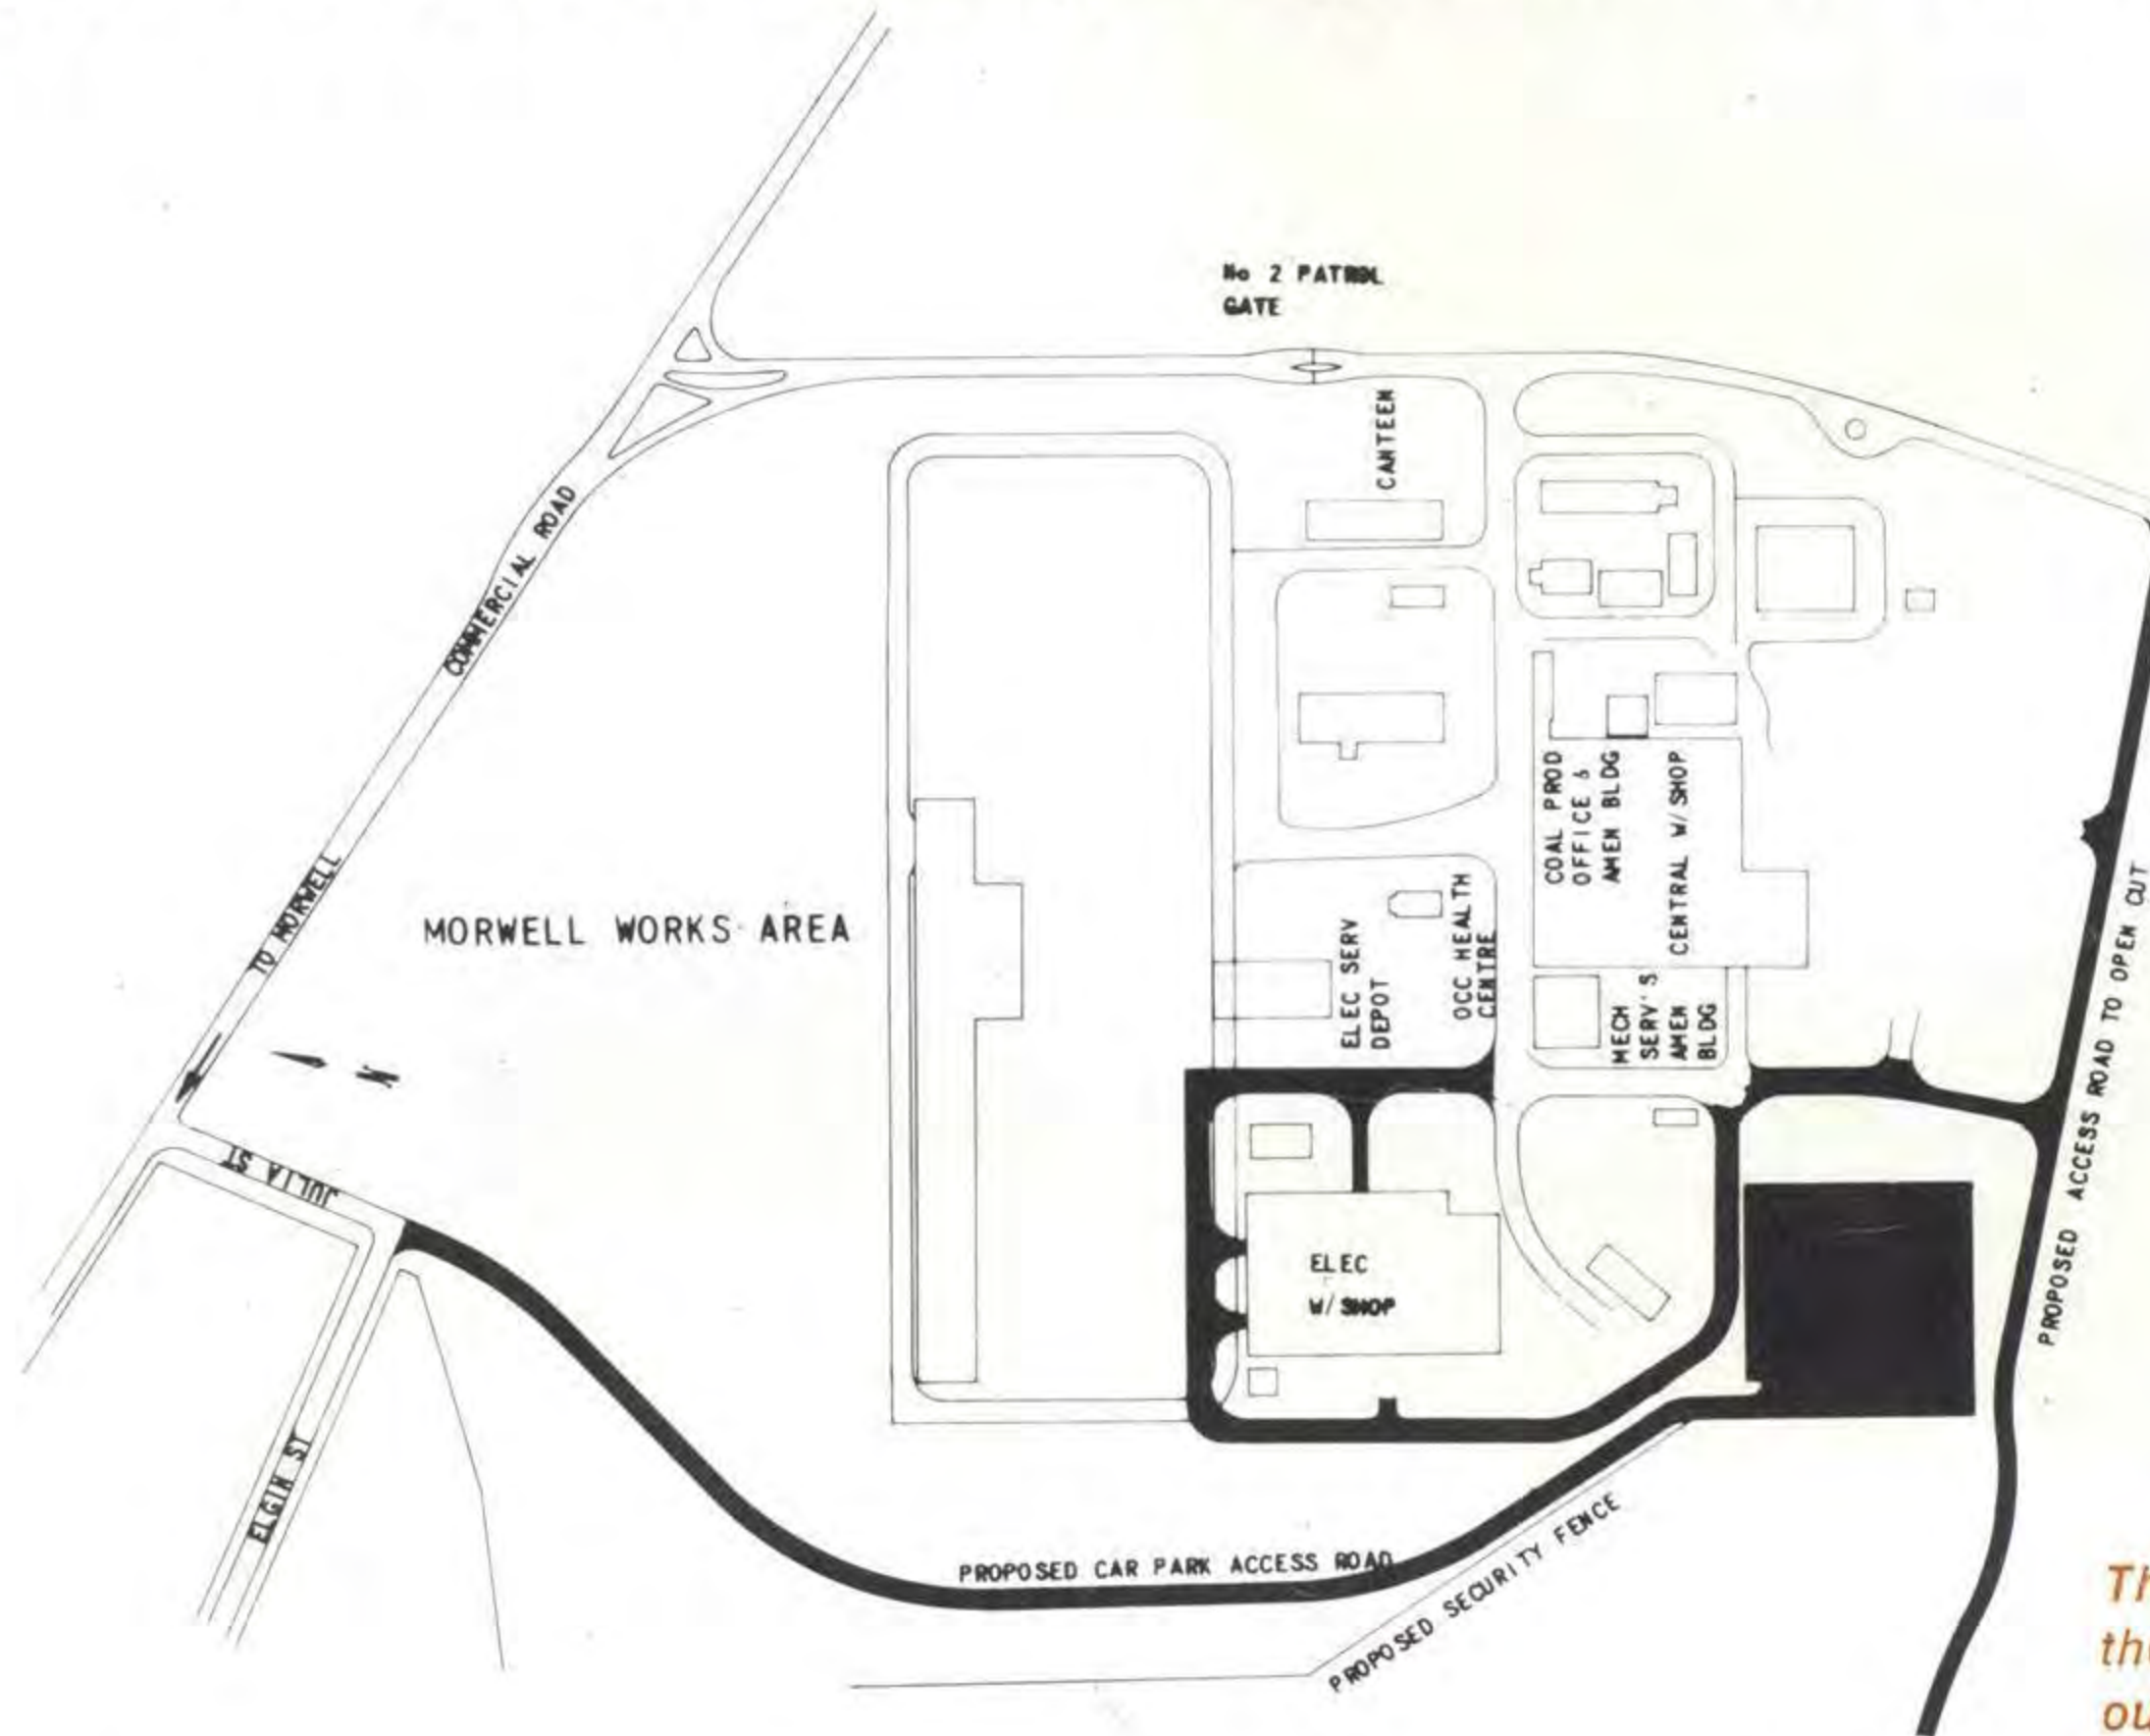 No 2 PATROL
GATE
CANTEEN
COMMERCIAL ROAD
TO MORWELL
MORWELL WORKS AREA
COAL PROD
OFFICE &
AMEN BLDG
CENTRAL W/SHOP
ELEC SERV
DEPOT
OCC HEALTH
CENTRE
MECH
SERV'S
AMEN
BLDG
N
JULIA ST
ELGIN ST
ELEC
W/SHOP
PROPOSED ACCESS ROAD TO OPEN CUT
PROPOSED CAR PARK ACCESS ROAD
PROPOSED SECURITY FENCE